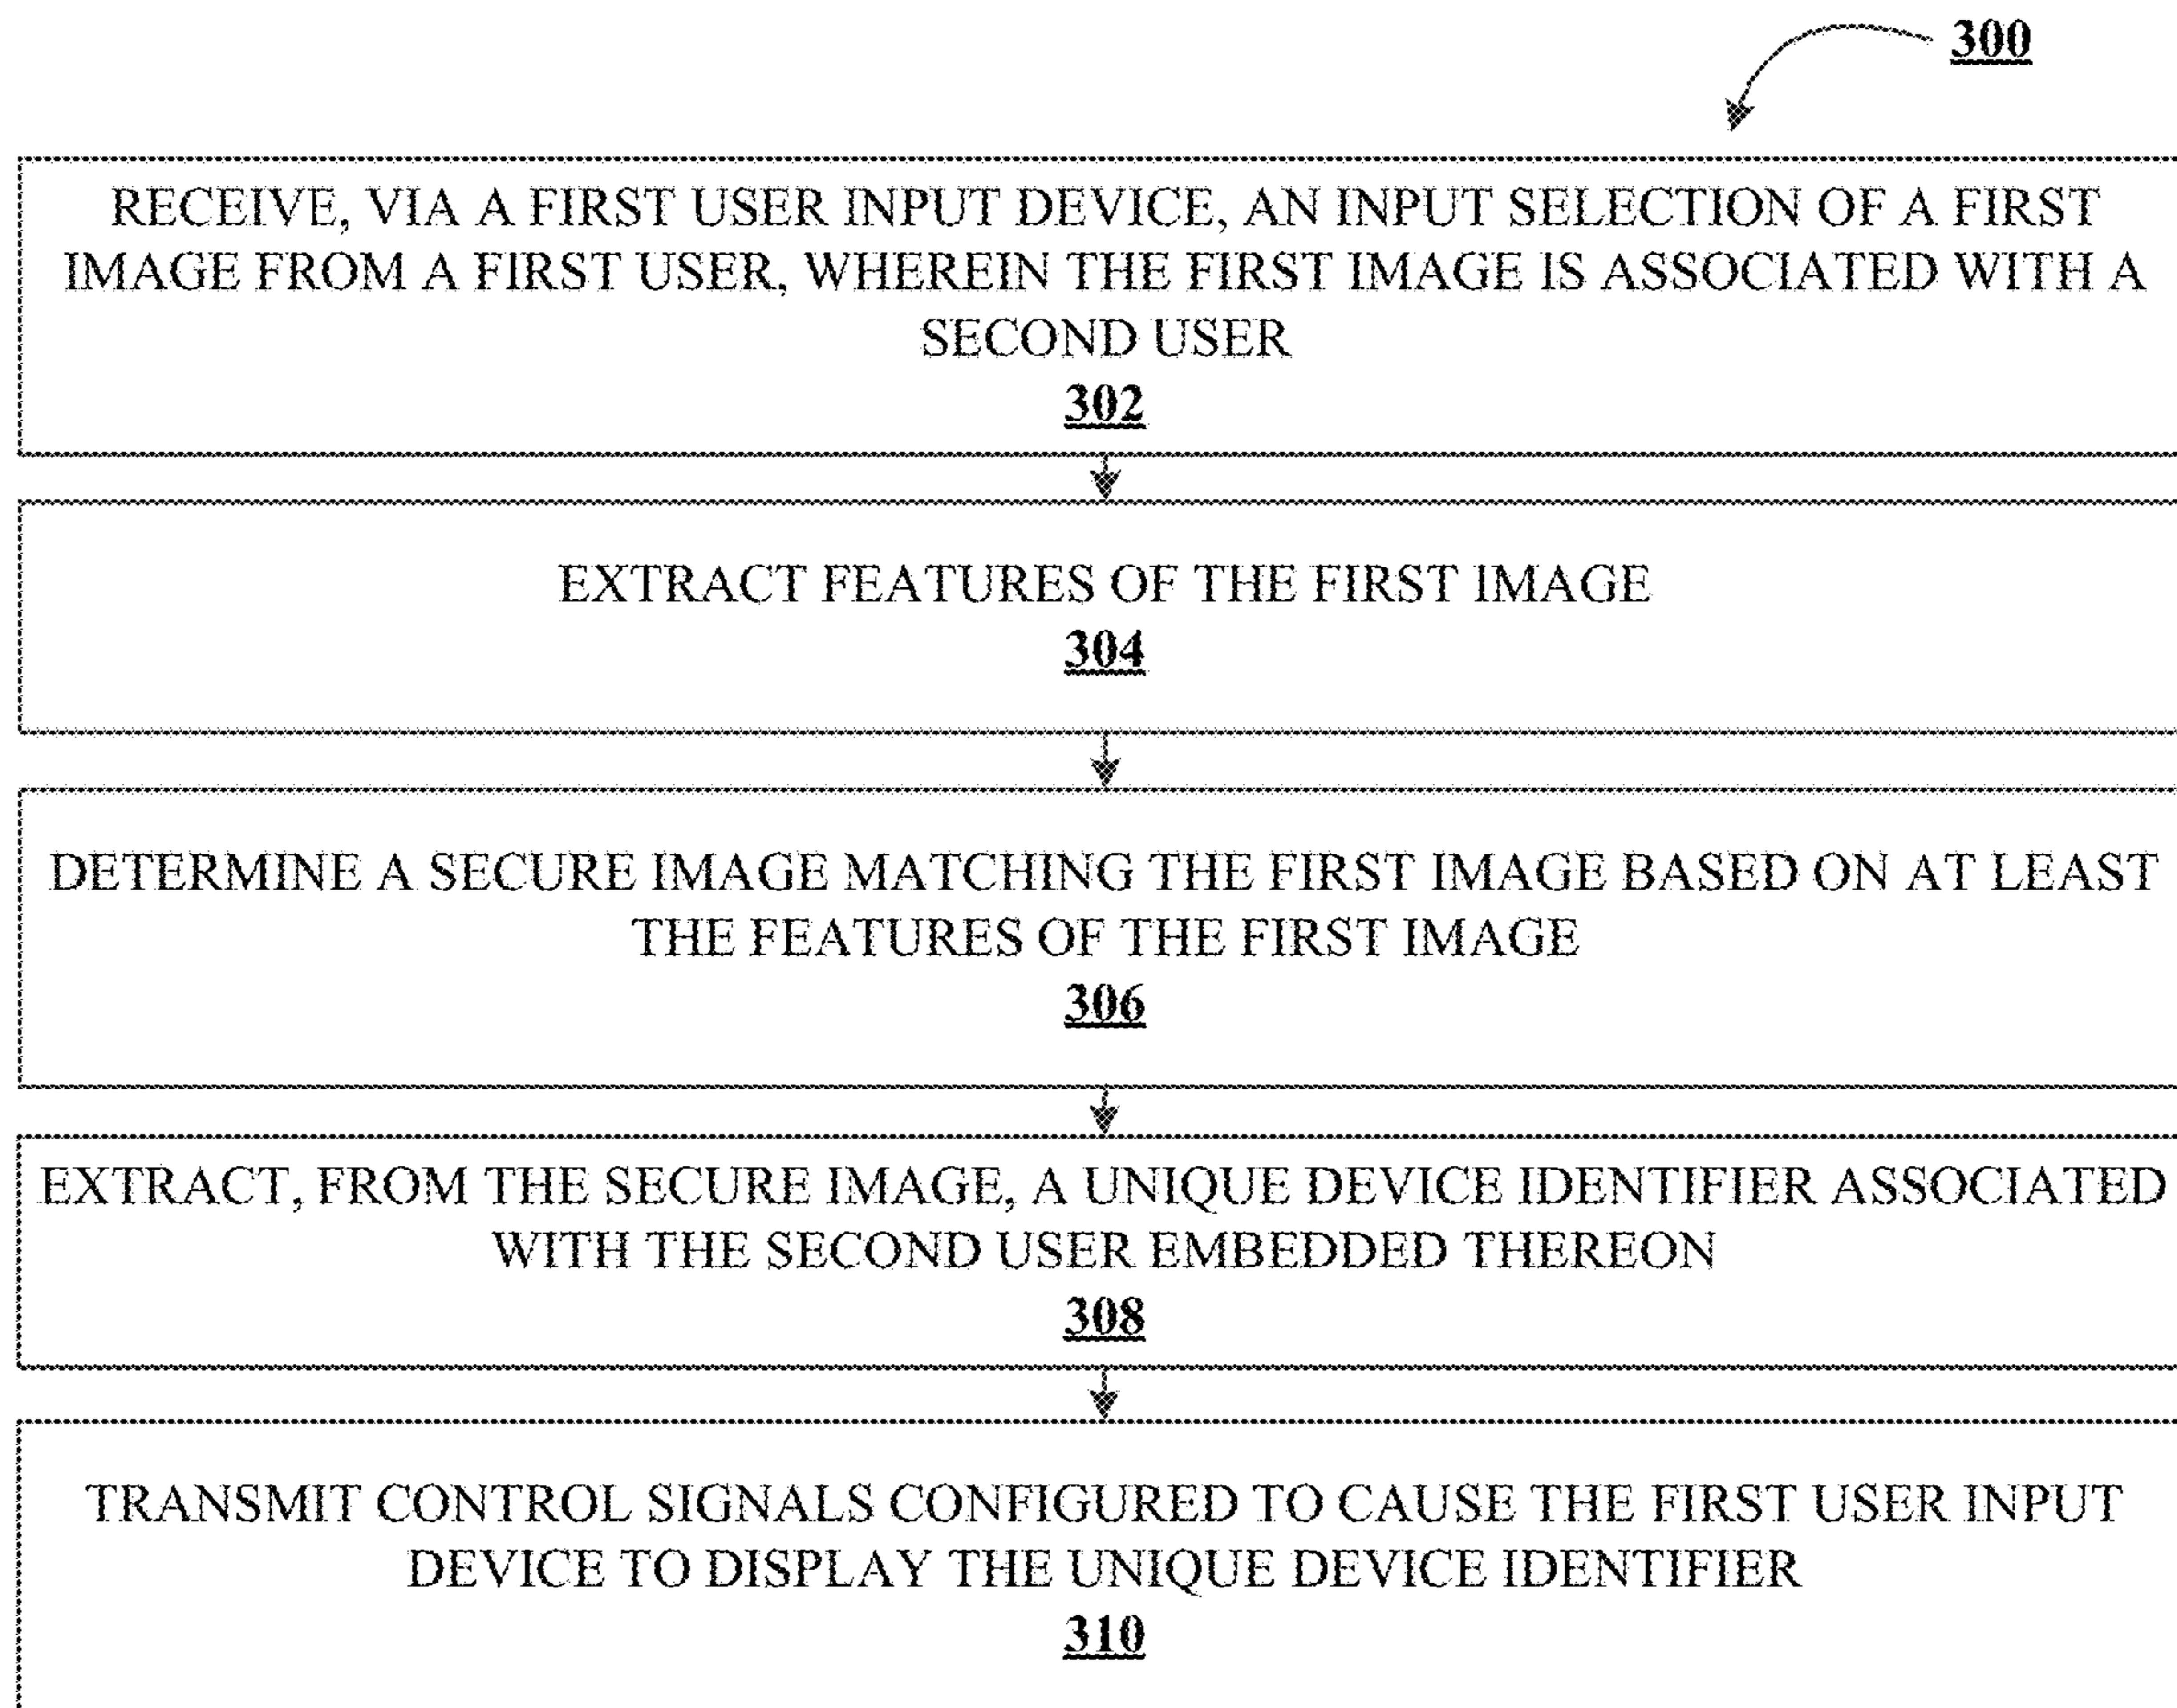 300
RECEIVE, VIA A FIRST USER INPUT DEVICE, AN INPUT SELECTION OF A FIRST
IMAGE FROM A FIRST USER, WHEREIN THE FIRST IMAGE IS ASSOCIATED WITH A
SECOND USER
302
EXTRACT FEATURES OF THE FIRST IMAGE
304
DETERMINE A SECURE IMAGE MATCHING THE FIRST IMAGE BASED ON AT LEAST
THE FEATURES OF THE FIRST IMAGE
306
EXTRACT, FROM THE SECURE IMAGE, A UNIQUE DEVICE IDENTIFIER ASSOCIATED
WITH THE SECOND USER EMBEDDED THEREON
308
TRANSMIT CONTROL SIGNALS CONFIGURED TO CAUSE THE FIRST USER INPUT
DEVICE TO DISPLAY THE UNIQUE DEVICE IDENTIFIER
310